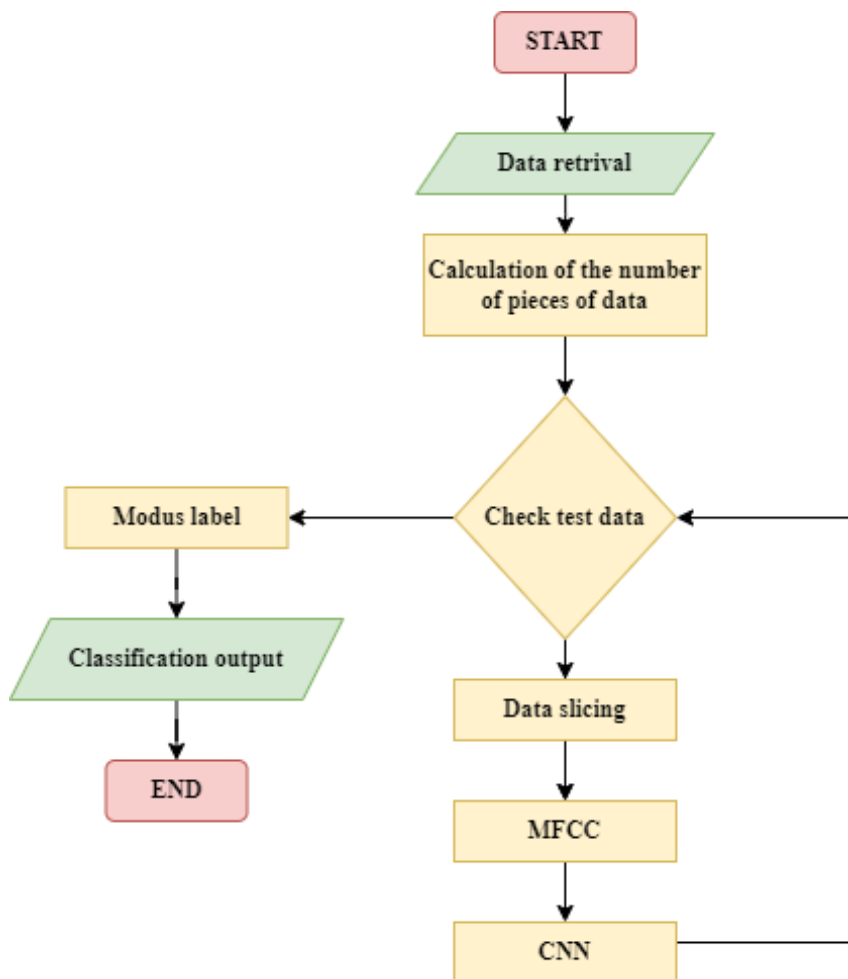 START
Data retrival
Calculation of the number
of pieces of data
Check test data
Modus label
Classification output
END
Data slicing
MFCC
CNN